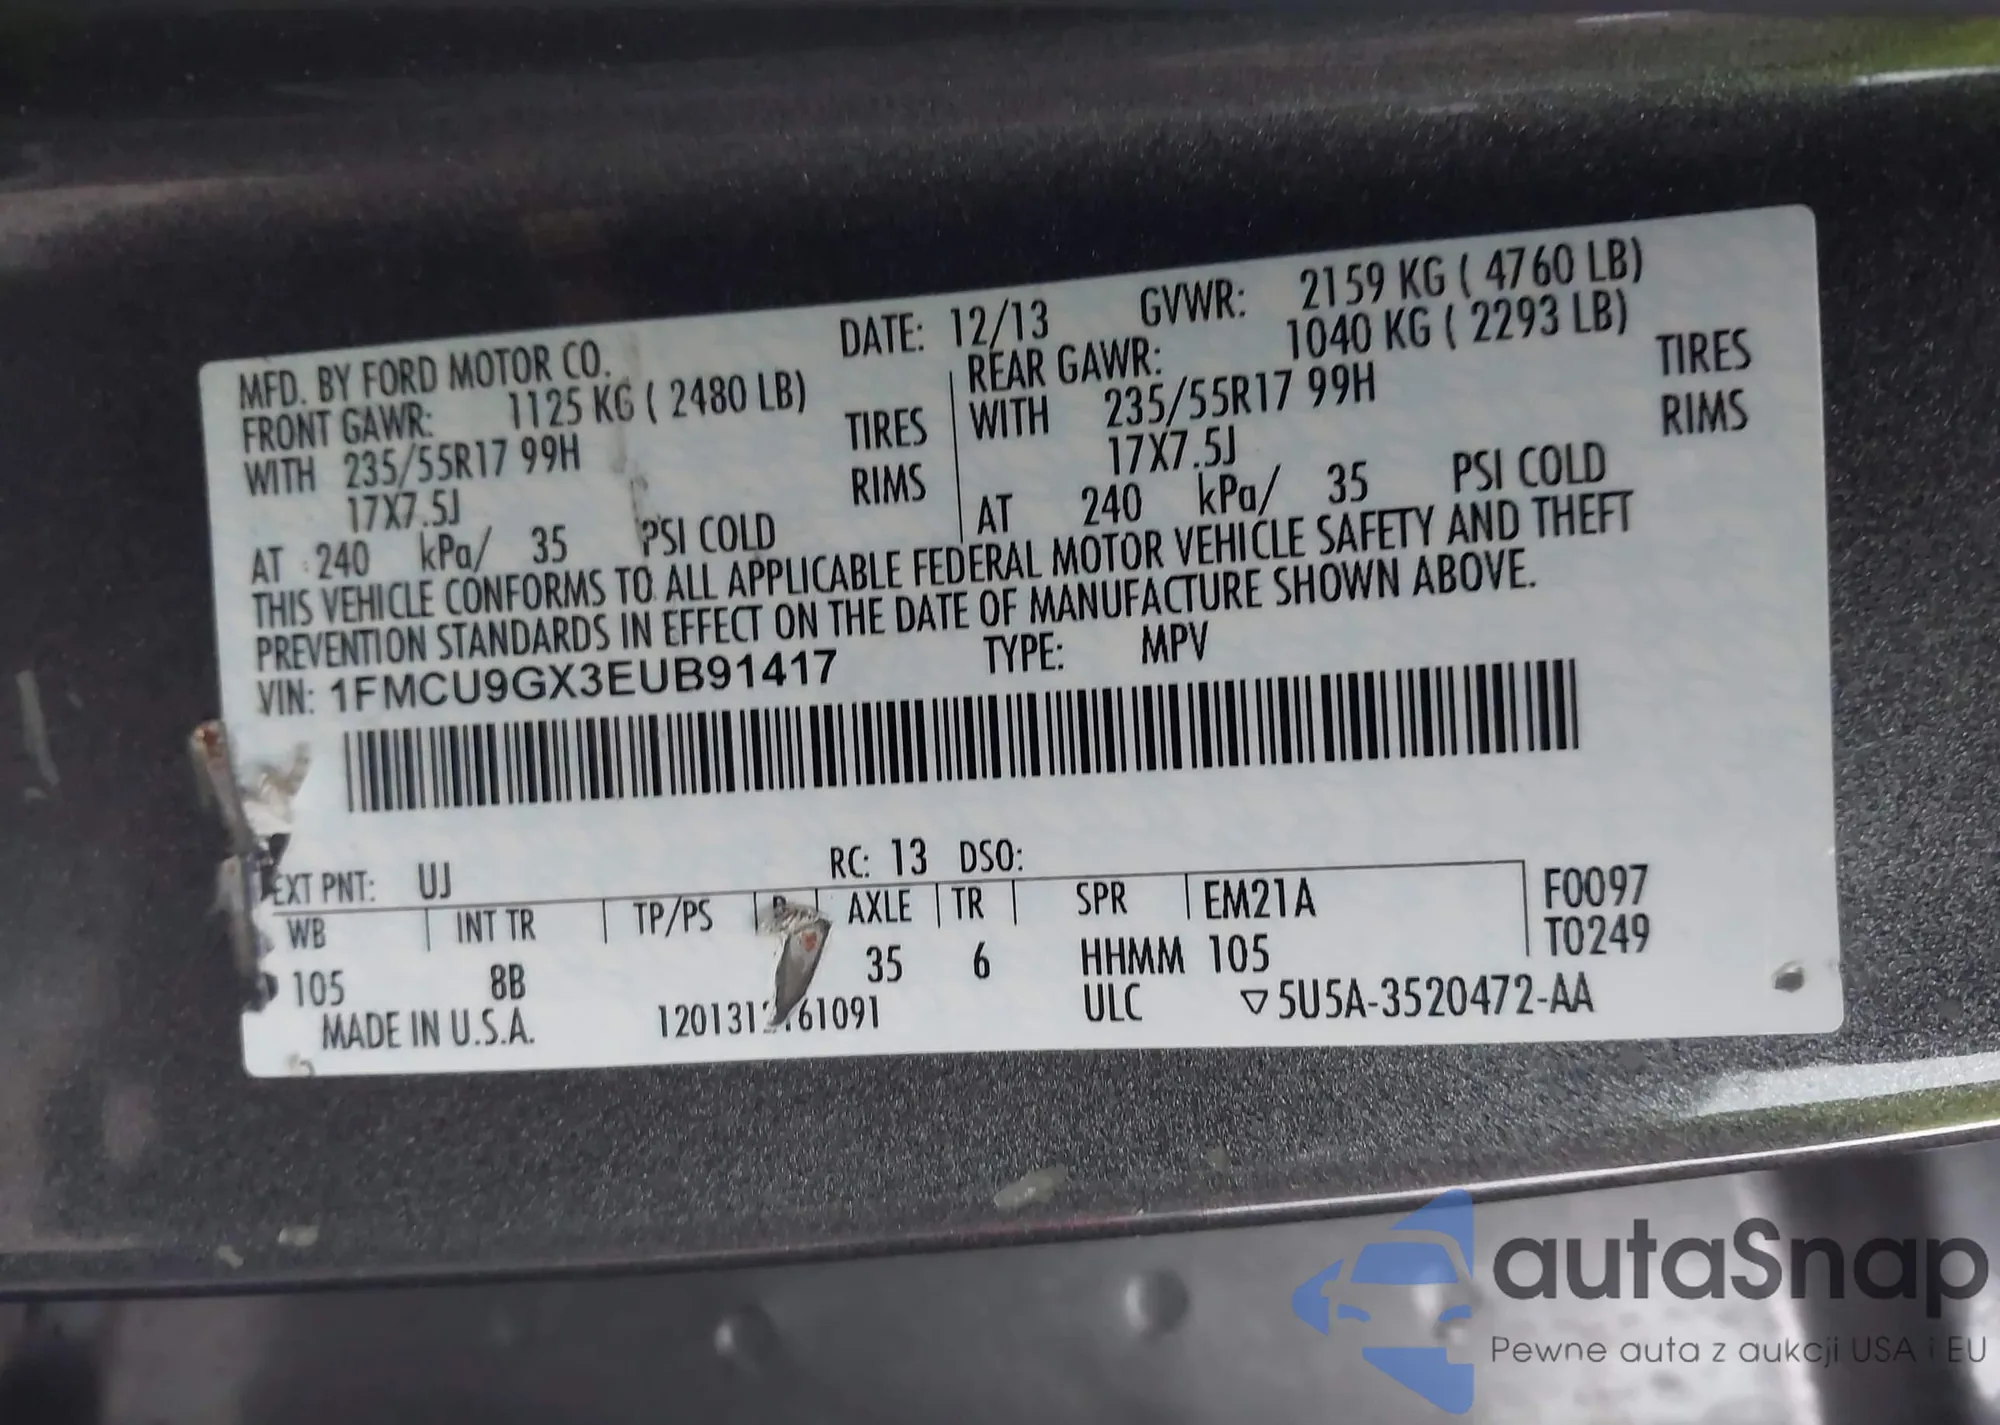 MFD. BY FORD MOTOR CO. DATE: 12/13 GVWR: 2159 KG ( 4760 LB)
FRONT GAWR: 1125 KG ( 2480 LB) REAR GAWR: 1040 KG ( 2293 LB)
WITH 235/55R17 99H TIRES WITH 235/55R17 99H TIRES
17X7.5J RIMS 17X7.5J RIMS
AT 240 kPa/ 35 PSI COLD AT 240 kPa/ 35 PSI COLD
THIS VEHICLE CONFORMS TO ALL APPLICABLE FEDERAL MOTOR VEHICLE SAFETY AND THEFT
PREVENTION STANDARDS IN EFFECT ON THE DATE OF MANUFACTURE SHOWN ABOVE.
VIN: 1FMCU9GX3EUB91417 TYPE: MPV
EXT PNT: UJ RC: 13 DSO:
WB INT TR TP/PS AXLE TR SPR EM21A F0097
105 8B 35 6 HHMM 105 T0249
MADE IN U.S.A. ULC ▽5U5A-3520472-AA
autaSnap
Pewne auta z aukcji USA i EU